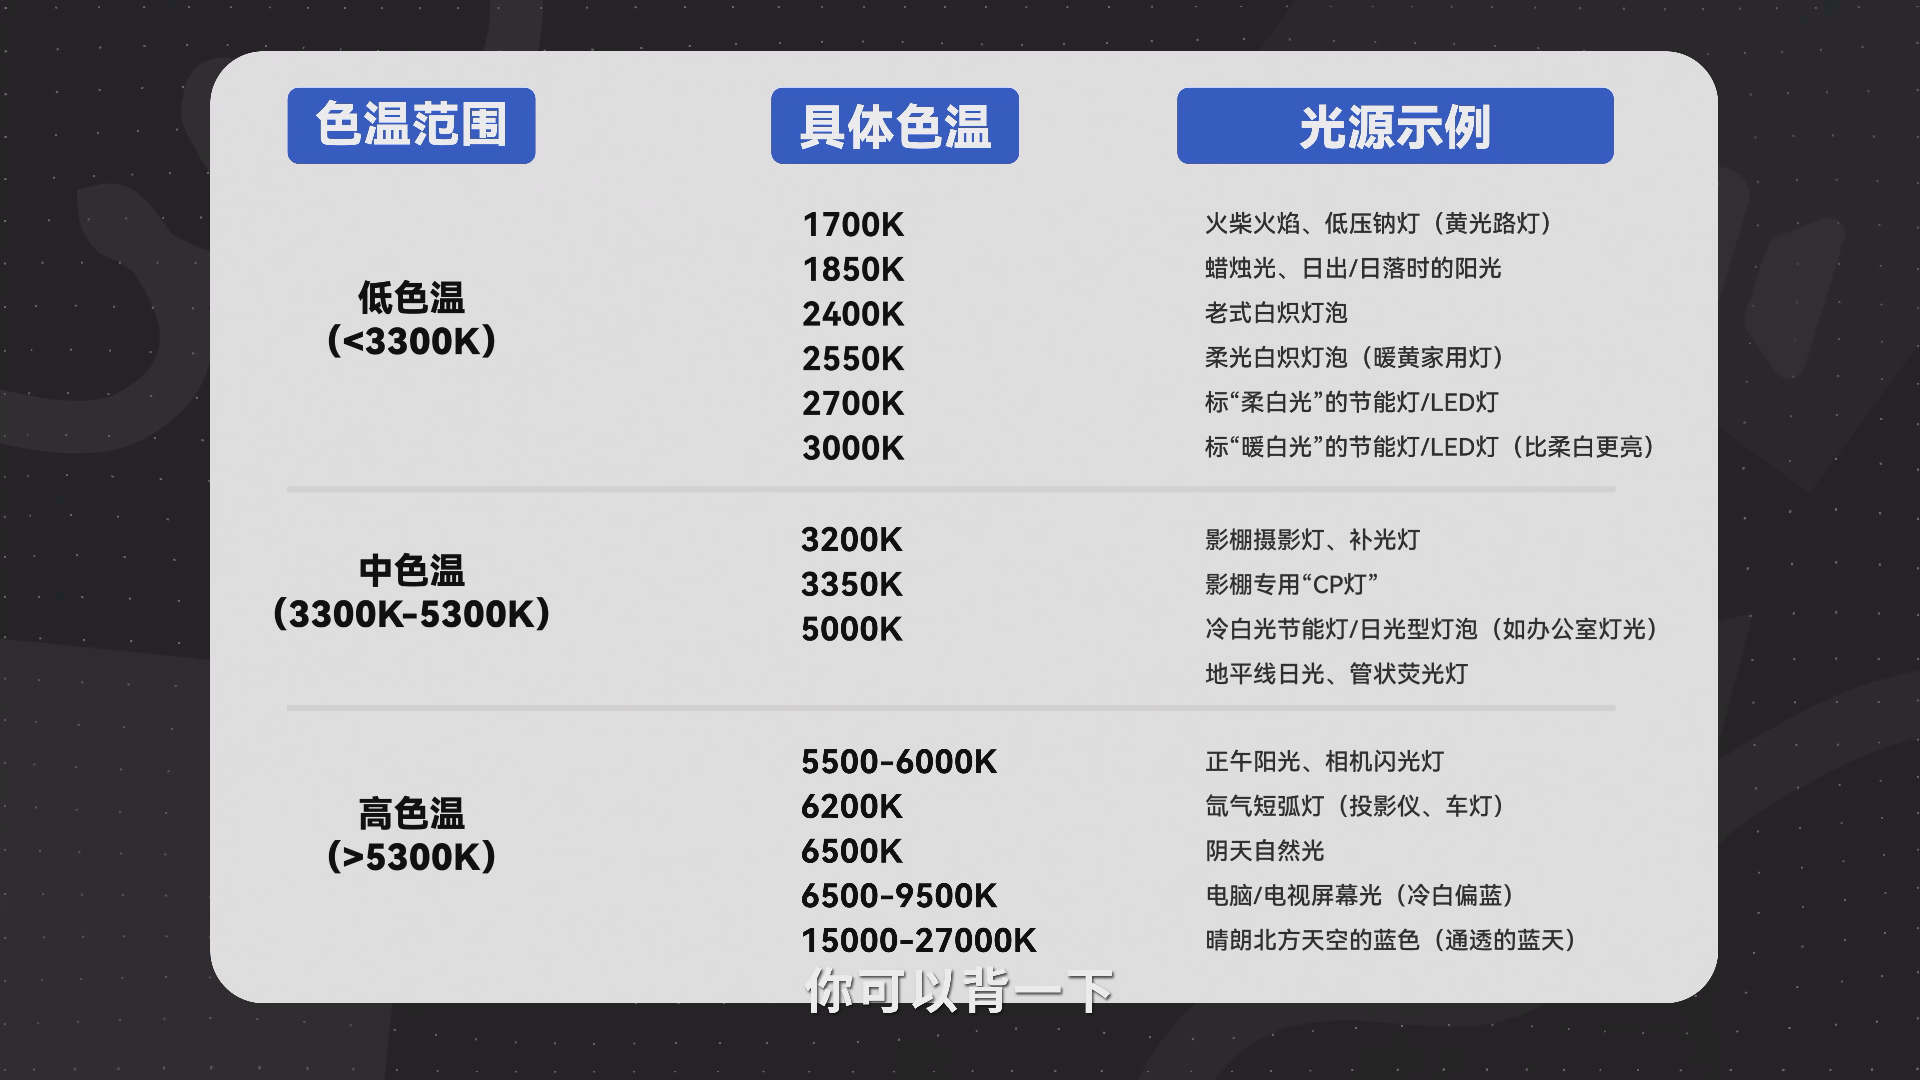 色温范围 具体色温 光源示例
低色温
(<3300K)
1700K 火柴火焰、低压钠灯（黄光路灯）
1850K 蜡烛光、日出/日落时的阳光
2400K 老式白炽灯泡
2550K 柔光白炽灯泡（暖黄家用灯）
2700K 标“柔白光”的节能灯/LED灯
3000K 标“暖白光”的节能灯/LED灯（比柔白更亮）
中色温
(3300K-5300K)
3200K 影棚摄影灯、补光灯
3350K 影棚专用“CP灯”
5000K 冷白光节能灯/日光型灯泡（如办公室灯光）
地平线日光、管状荧光灯
高色温
(>5300K)
5500-6000K 正午阳光、相机闪光灯
6200K 氙气短弧灯（投影仪、车灯）
6500K 阴天自然光
6500-9500K 电脑/电视屏幕光（冷白偏蓝）
15000-27000K 晴朗北方天空的蓝色（通透的蓝天）
你可以背一下